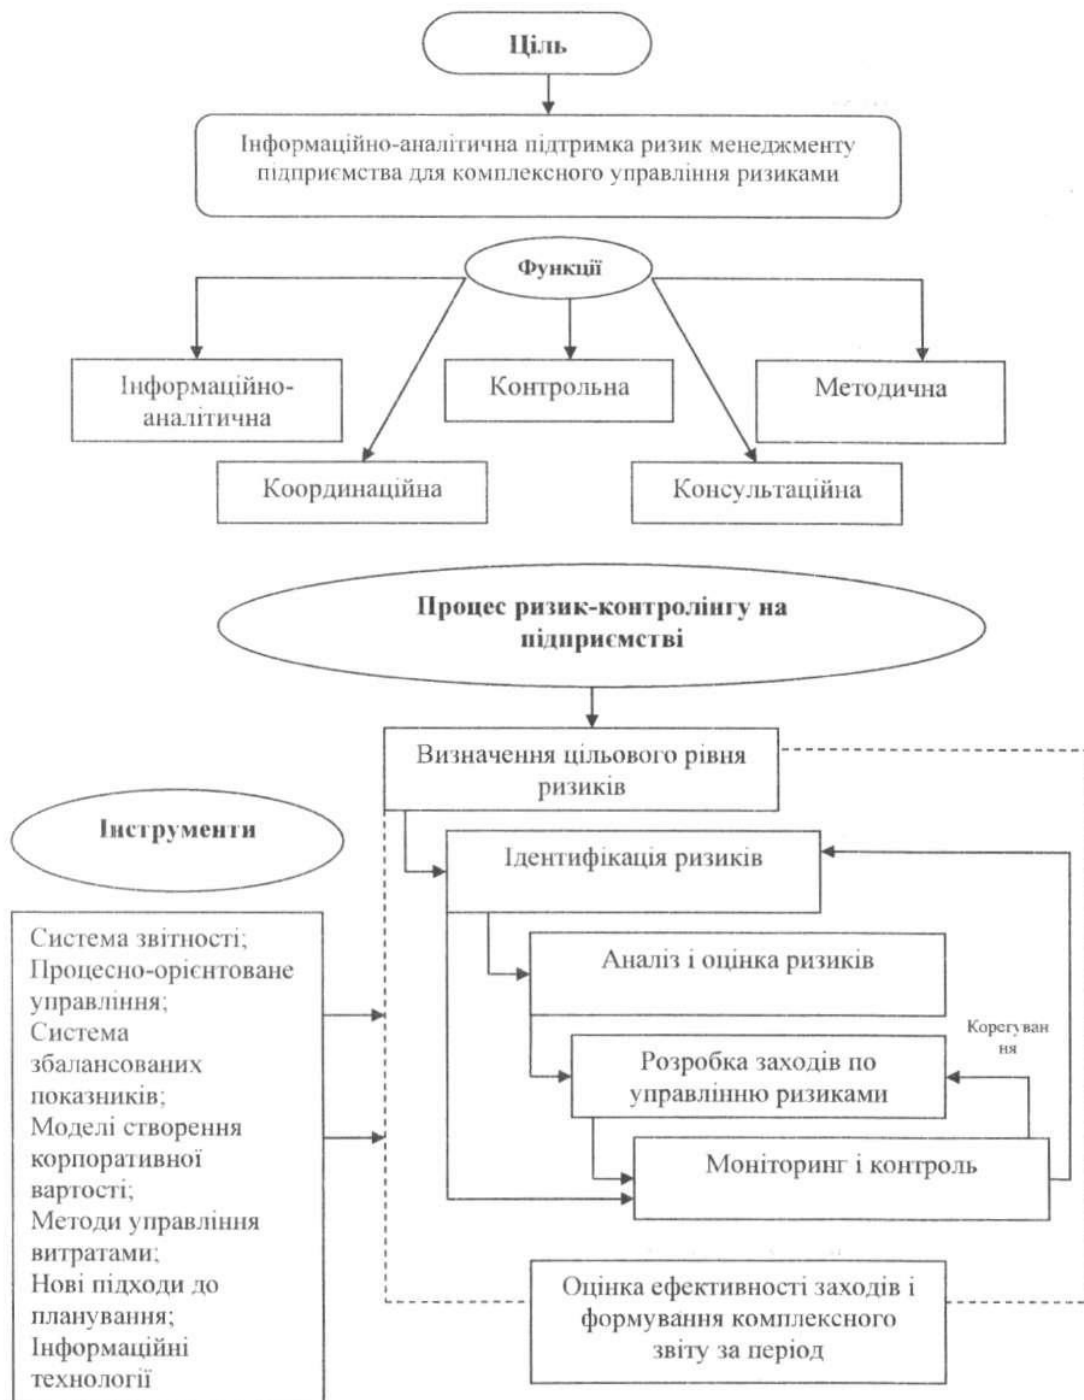 Ціль
Інформаційно-аналітична підтримка ризик менеджменту
підприємства для комплексного управління ризиками
Функції
Інформаційно-
аналітична
Контрольна
Методична
Координаційна
Консультаційна
Процес ризик-контролінгу на
підприємстві
Визначення цільового рівня
ризиків
Інструменти
Ідентифікація ризиків
Система звітності;
Процесно-орієнтоване
управління;
Система
збалансованих
показників;
Моделі створення
корпоративної
вартості;
Методи управління
витратами;
Нові підходи до
планування;
Інформаційні
технології
Аналіз і оцінка ризиків
Корегуван
ня
Розробка заходів по
управлінню ризиками
Моніторинг і контроль
Оцінка ефективності заходів і
формування комплексного
звіту за період